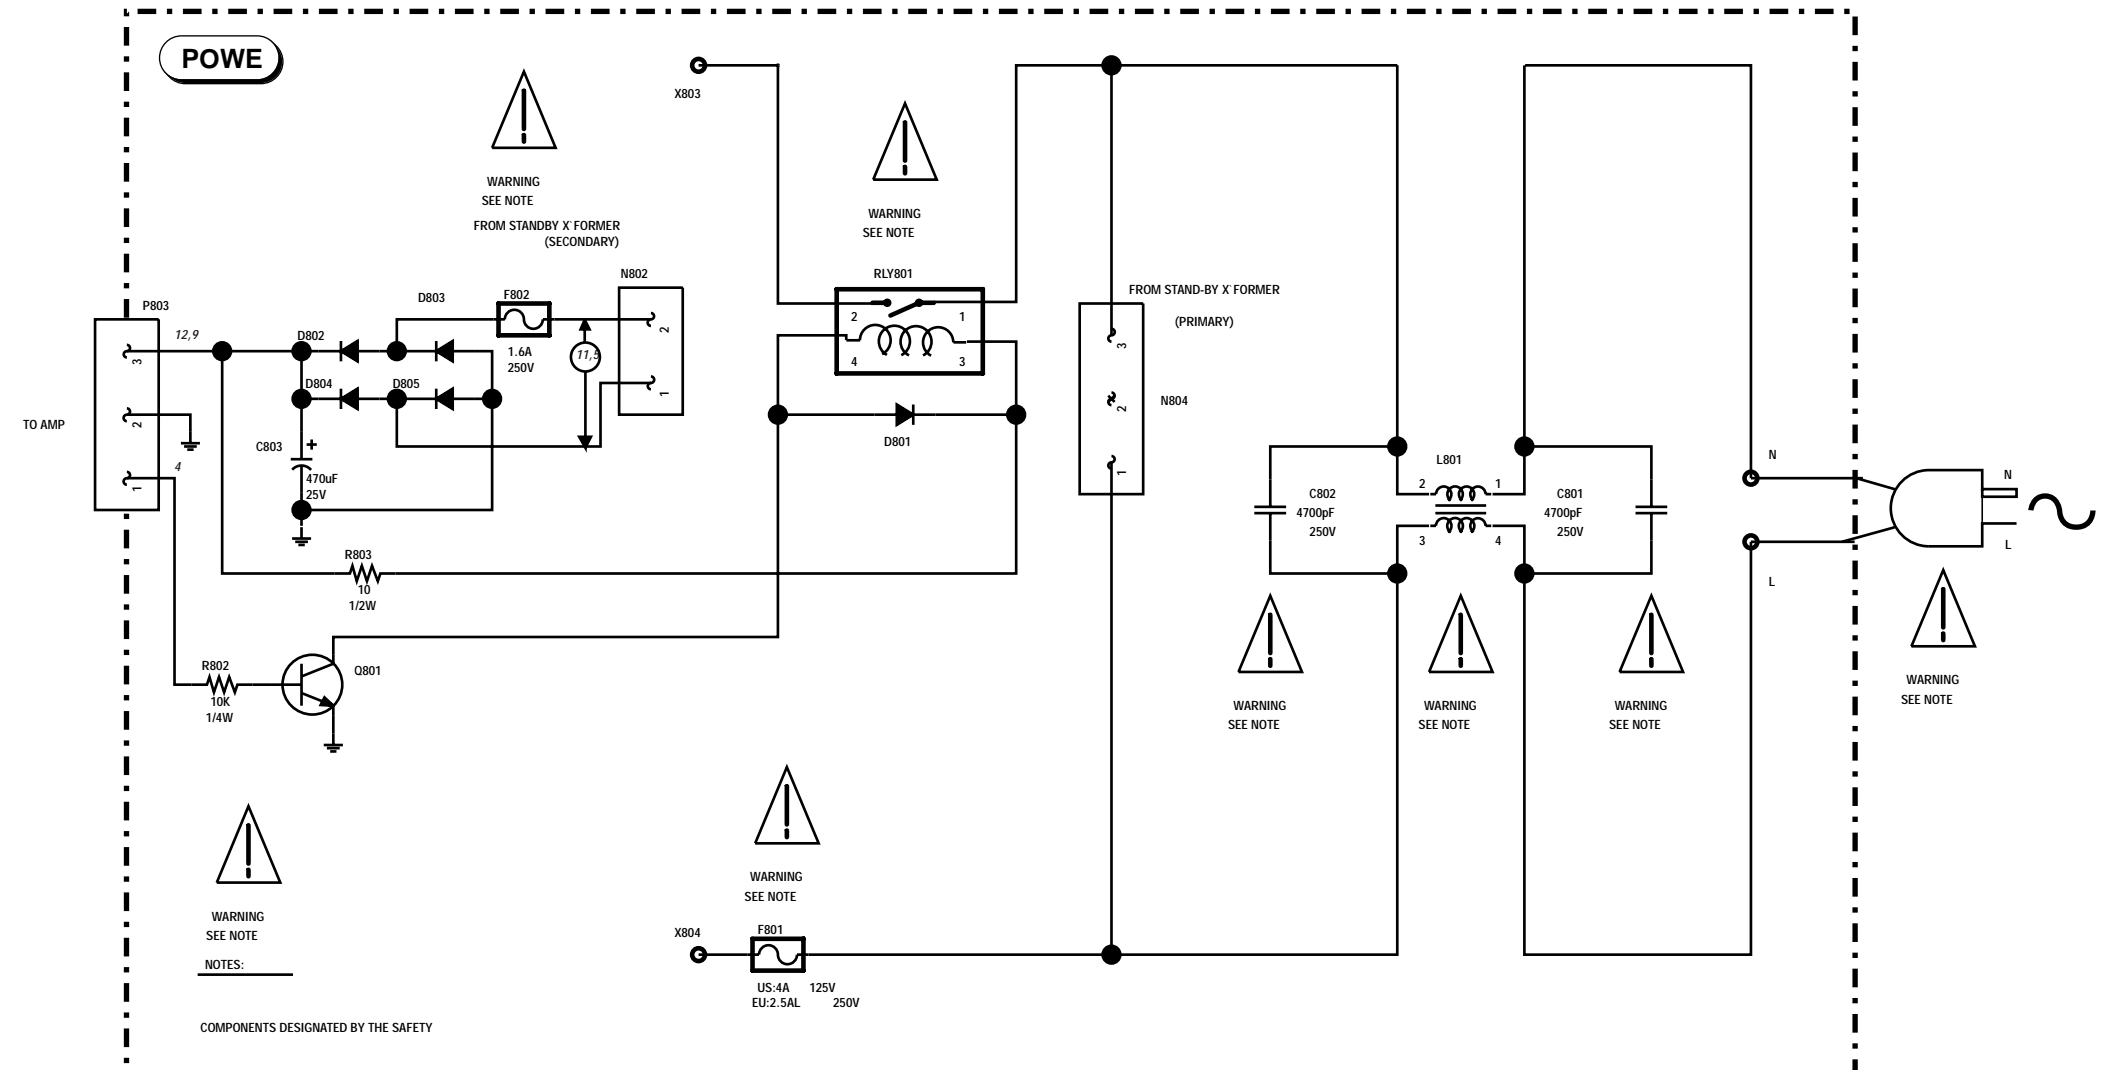 POWE
X803
WARNING
SEE NOTE
FROM STANDBY X`FORMER
(SECONDARY)
WARNING
SEE NOTE
N802
RLY801
FROM STAND-BY X`FORMER
(PRIMARY)
P803
D803
F802
12,9
D802
2
1
2
3
3
1.6A
250V
11,5
4
3
D804
D805
1
2
2
N804
TO AMP
D801
C803
+
4
1
1
470uF
25V
L801
N
2
1
N
C802
4700pF
250V
C801
4700pF
250V
3
4
L
R803
10
1/2W
L
R802
10K
1/4W
Q801
WARNING
SEE NOTE
WARNING
SEE NOTE
WARNING
SEE NOTE
WARNING
SEE NOTE
WARNING
SEE NOTE
WARNING
SEE NOTE
X804
F801
NOTES:
US:4A 125V
EU:2.5AL 250V
COMPONENTS DESIGNATED BY THE SAFETY